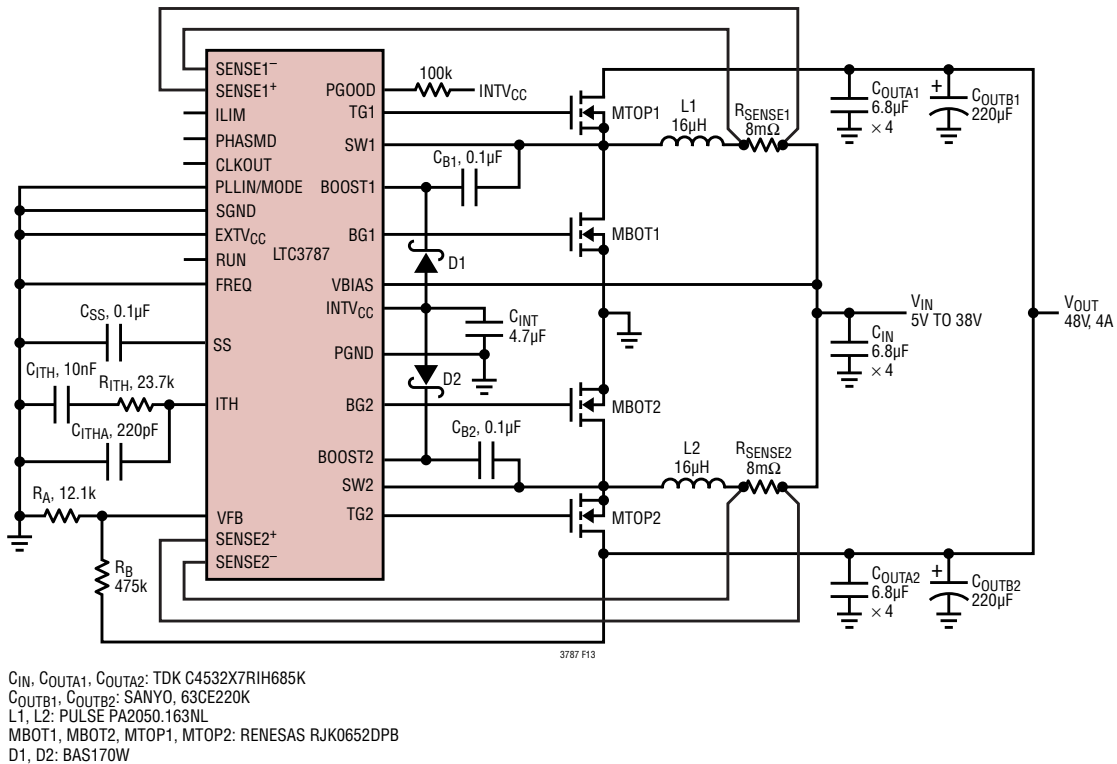 SENSE1–
SENSE1+
ILIM
PHASMD
CLKOUT
PLLIN/MODE
SGND
EXTVCC
RUN
FREQ
SS
ITH
VFB
SENSE2+
SENSE2–
LTC3787
PGOOD
TG1
SW1
BOOST1
BG1
VBIAS
INTVCC
PGND
BG2
BOOST2
SW2
TG2
100k
INTVCC
CB1, 0.1µF
D1
CINT
4.7µF
D2
CB2, 0.1µF
MTOP1
MBOT1
MBOT2
MTOP2
L1
16µH
RSENSE1
8mΩ
L2
16µH
RSENSE2
8mΩ
COUTA1
6.8µF
× 4
+
COUTB1
220µF
VIN
5V TO 38V
CIN
6.8µF
× 4
VOUT
48V, 4A
COUTA2
6.8µF
× 4
+
COUTB2
220µF
CSS, 0.1µF
CITH, 10nF
RITH, 23.7k
CITHA, 220pF
RA, 12.1k
RB
475k
3787 F13
CIN, COUTA1, COUTA2: TDK C4532X7RIH685K
COUTB1, COUTB2: SANYO, 63CE220K
L1, L2: PULSE PA2050.163NL
MBOT1, MBOT2, MTOP1, MTOP2: RENESAS RJK0652DPB
D1, D2: BAS170W